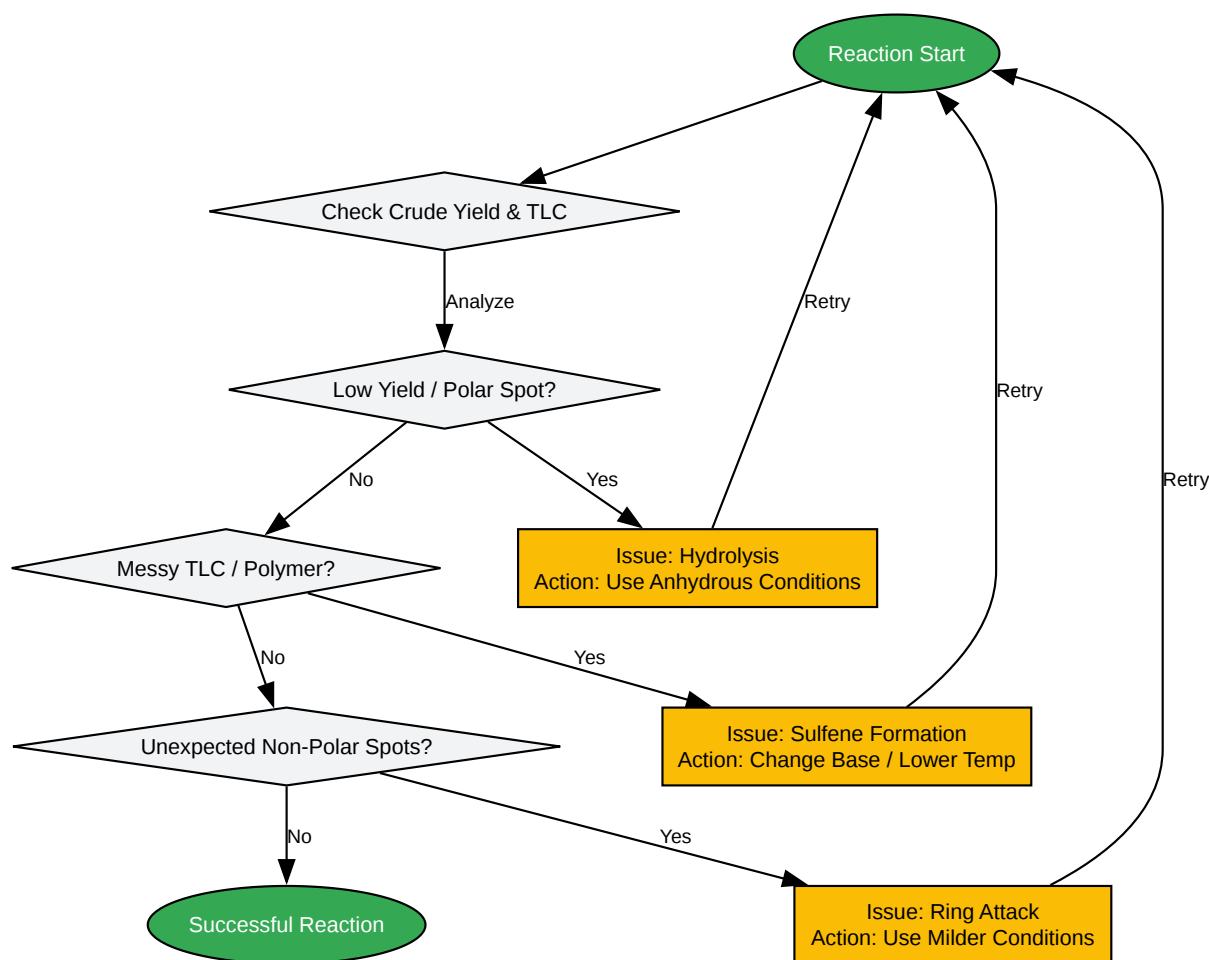 Reaction Start
Check Crude Yield & TLC
Analyze
Retry
Low Yield / Polar Spot?
Retry
No
Yes
Retry
Issue: Hydrolysis
Action: Use Anhydrous Conditions
Messy TLC / Polymer?
No
Yes
Issue: Sulfene Formation
Action: Change Base / Lower Temp
Unexpected Non-Polar Spots?
No
Yes
Issue: Ring Attack
Action: Use Milder Conditions
Successful Reaction